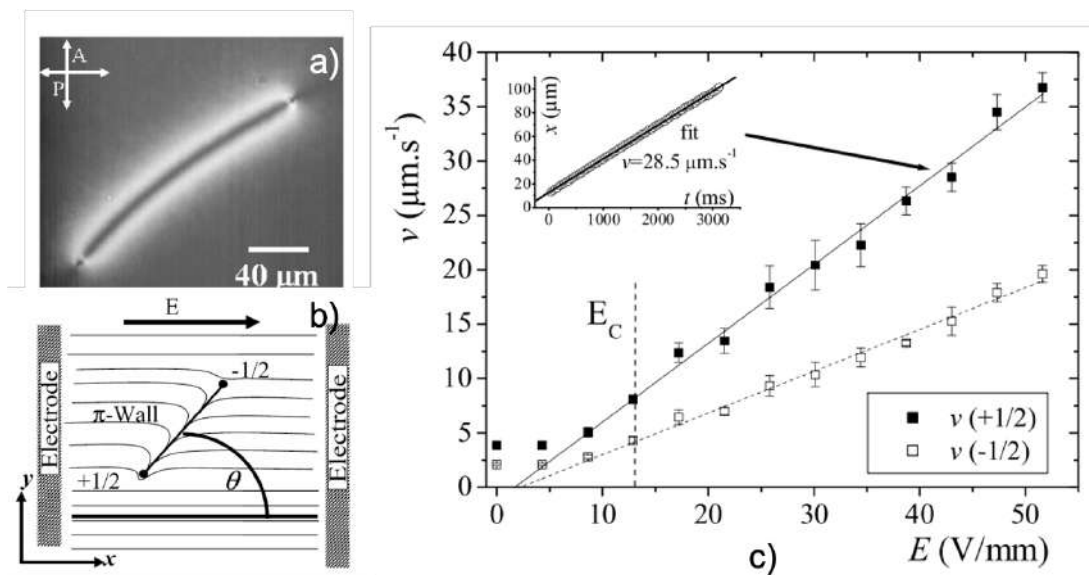 A
P
a)
40 μm
b)
E
-1/2
Electrode
π-Wall
Electrode
+1/2
θ
y
x
40
35
30
25
20
15
10
5
0
v (μm.s⁻¹)
100
80
60
40
20
0
x (μm)
fit
v=28.5 μm.s⁻¹
t (ms)
0 1000 2000 3000
E_C
v (+1/2)
v (-1/2)
0 10 20 30 40 50
c)
E (V/mm)